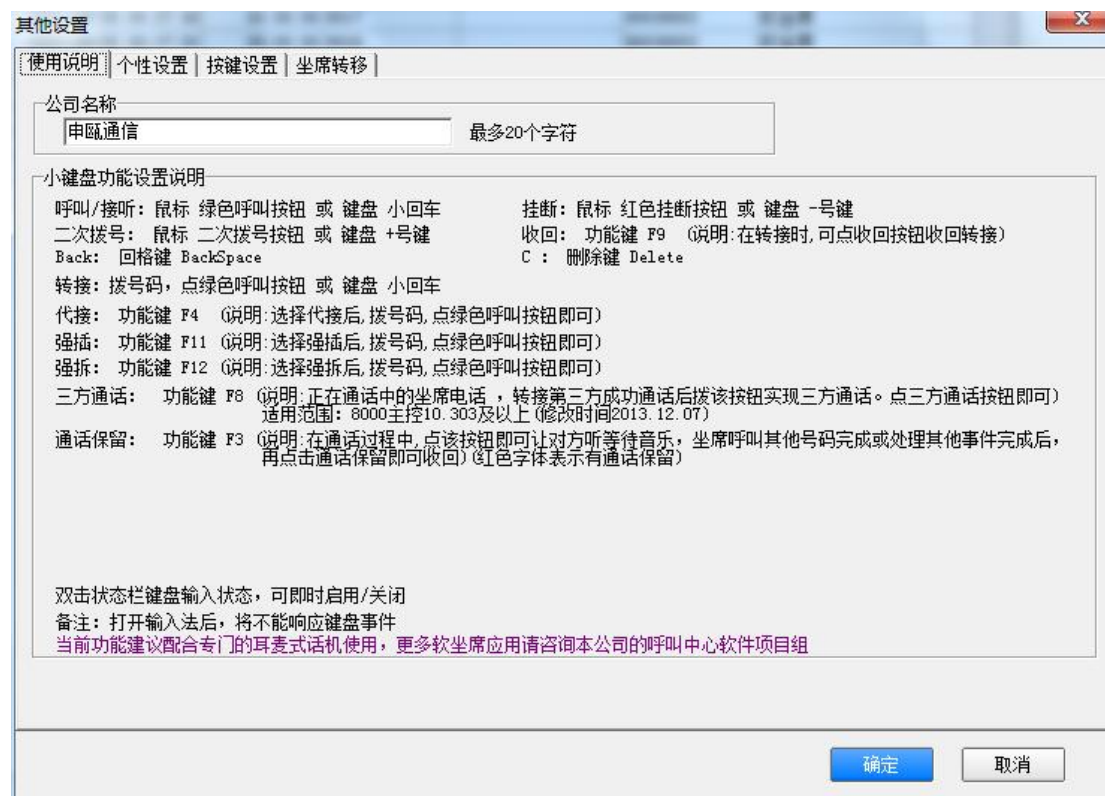 其他设置
使用说明 个性设置 按键设置 坐席转移
公司名称
申瓯通信 最多20个字符
小键盘功能设置说明
呼叫/接听: 鼠标 绿色呼叫按钮 或 键盘 小回车 挂断: 鼠标 红色挂断按钮 或 键盘 -号键
二次拨号: 鼠标 二次拨号按钮 或 键盘 +号键 收回: 功能键 F9 (说明:在转接时,可点收回按钮收回转接)
Back: 回格键 BackSpace C : 删除键 Delete
转接: 拨号码，点绿色呼叫按钮 或 键盘 小回车
代接: 功能键 F4 (说明:选择代接后,拨号码,点绿色呼叫按钮即可)
强插: 功能键 F11 (说明:选择强插后,拨号码,点绿色呼叫按钮即可)
强拆: 功能键 F12 (说明:选择强拆后,拨号码,点绿色呼叫按钮即可)
三方通话: 功能键 F8 (说明:正在通话中的坐席电话 ，转接第三方成功通话后拨该按钮实现三方通话。点三方通话按钮即可)
适用范围: 8000主控10.303及以上(修改时间2013.12.07)
通话保留: 功能键 F3 (说明:在通话过程中,点该按钮即可让对方听等待音乐，坐席呼叫其他号码完成或处理其他事件完成后，
再点击通话保留即可收回)(红色字体表示有通话保留)
双击状态栏键盘输入状态，可即时启用/关闭
备注: 打开输入法后，将不能响应键盘事件
当前功能建议配合专门的耳麦式话机使用，更多软坐席应用请咨询本公司的呼叫中心软件项目组
确定 取消